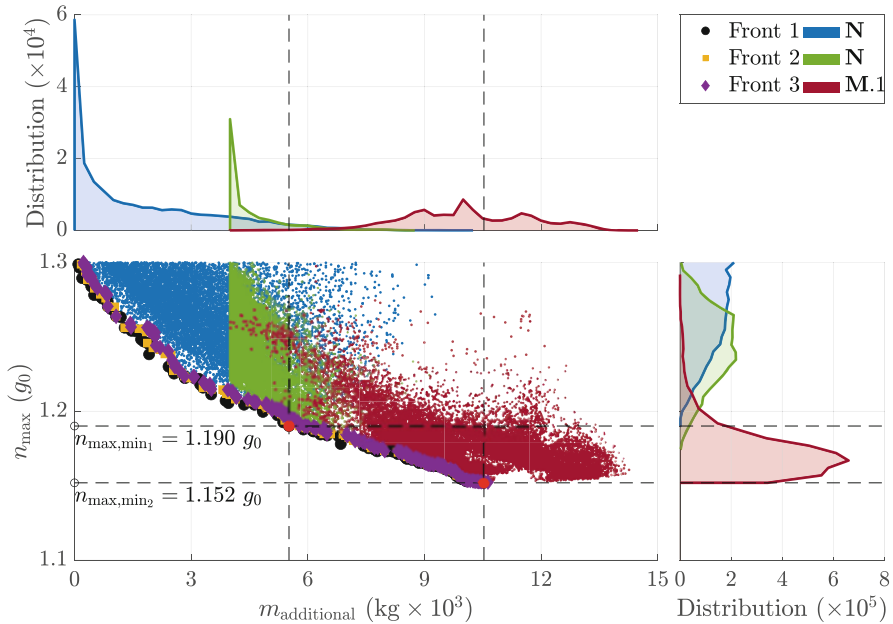 6
4
2
0
Distribution (×10⁴)
Front 1 N
Front 2 N
Front 3 M.1
1.3
1.2
1.1
n_max (g₀)
n_max,min₁ = 1.190 g₀
n_max,min₂ = 1.152 g₀
0 3 6 9 12 15
m_additional (kg × 10³)
0 2 4 6 8
Distribution (×10⁵)